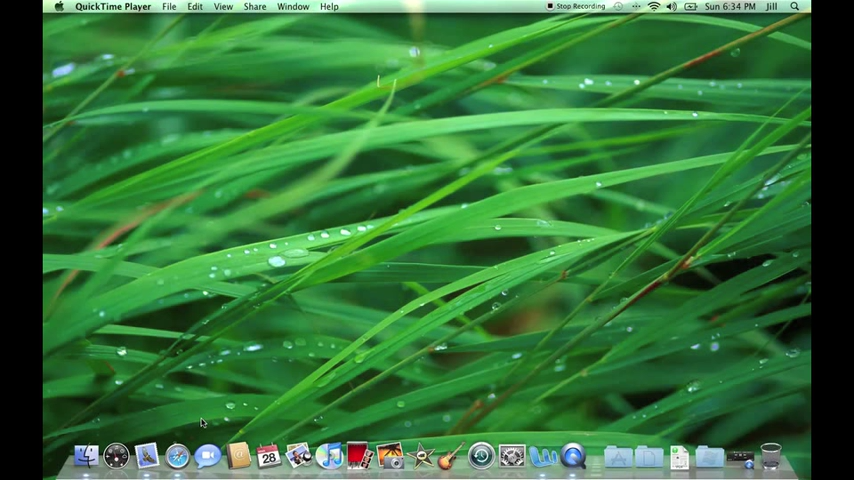 QuickTime Player File Edit View Share Window Help Stop Recording Sun 6:34 PM Jill
28